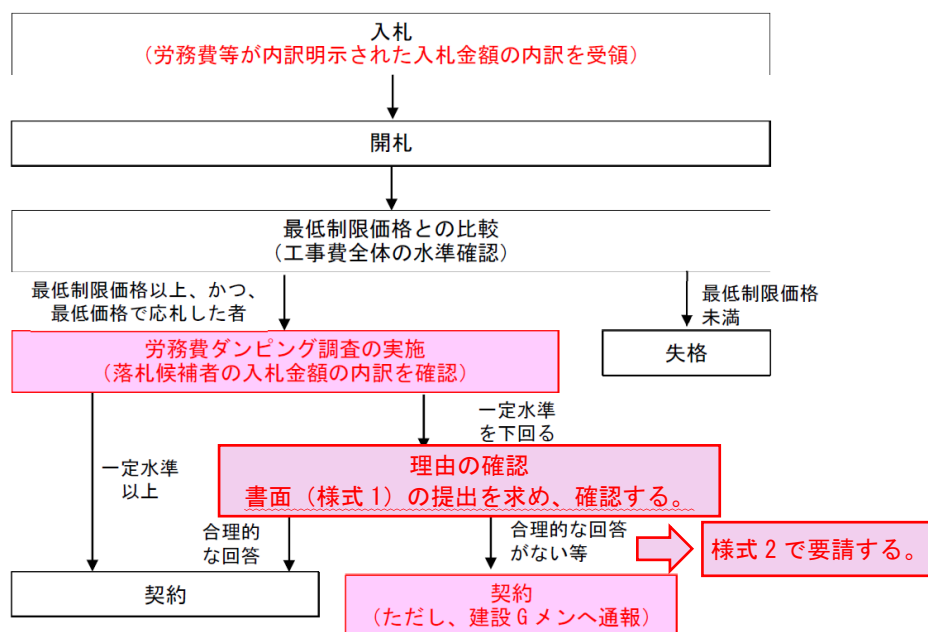 入札
（労務費等が内訳明示された入札金額の内訳を受領）
開札
最低制限価格との比較
（工事費全体の水準確認）
最低制限価格以上、かつ、
最低価格で応札した者
最低制限価格
未満
労務費ダンピング調査の実施
（落札候補者の入札金額の内訳を確認）
失格
一定水準
を下回る
一定水準
以上
理由の確認
書面（様式１）の提出を求め、確認する。
合理的
な回答
合理的な回答
がない等
様式２で要請する。
契約
契約
（ただし、建設Ｇメンへ通報）